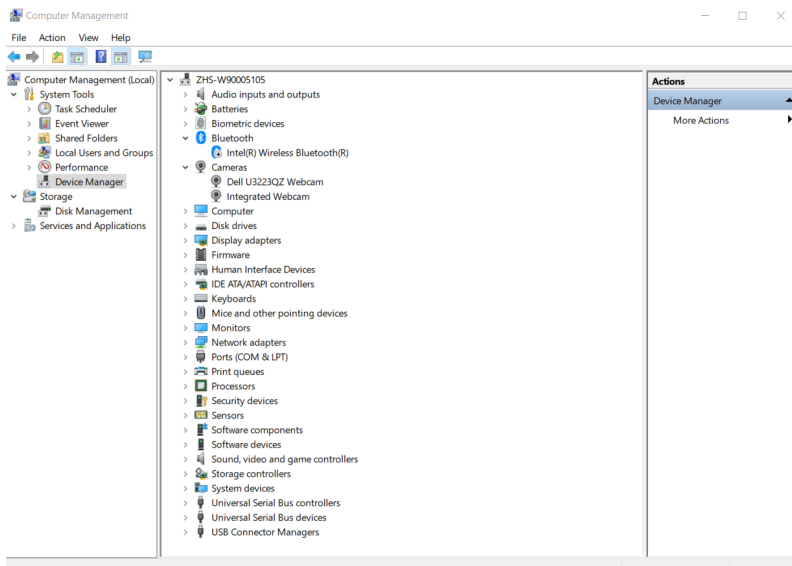 Computer Management
File Action View Help
Computer Management (Local)
System Tools
Task Scheduler
Event Viewer
Shared Folders
Local Users and Groups
Performance
Device Manager
Storage
Disk Management
Services and Applications
ZHS-W90005105
Audio inputs and outputs
Batteries
Biometric devices
Bluetooth
Intel(R) Wireless Bluetooth(R)
Cameras
Dell U3223QZ Webcam
Integrated Webcam
Computer
Disk drives
Display adapters
Firmware
Human Interface Devices
IDE ATA/ATAPI controllers
Keyboards
Mice and other pointing devices
Monitors
Network adapters
Ports (COM & LPT)
Print queues
Processors
Security devices
Sensors
Software components
Software devices
Sound, video and game controllers
Storage controllers
System devices
Universal Serial Bus controllers
Universal Serial Bus devices
USB Connector Managers
Actions
Device Manager
More Actions